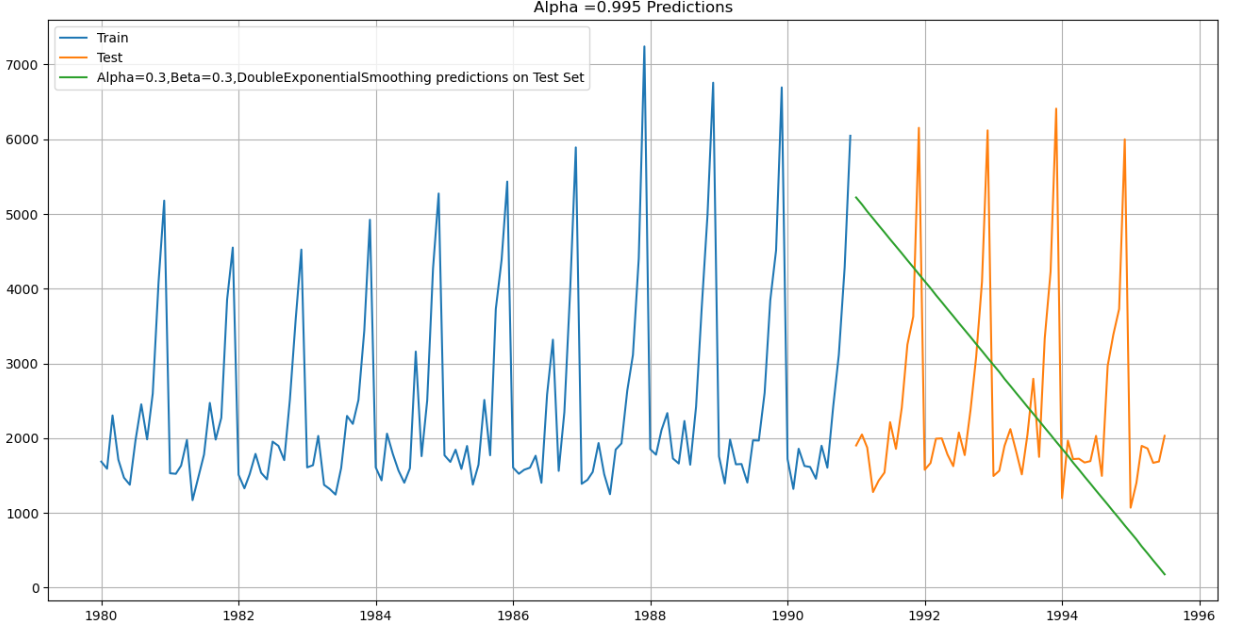 Alpha =0.995 Predictions
Train
Test
Alpha=0.3,Beta=0.3,DoubleExponentialSmoothing predictions on Test Set
7000
6000
5000
4000
3000
2000
1000
0
1980 1982 1984 1986 1988 1990 1992 1994 1996